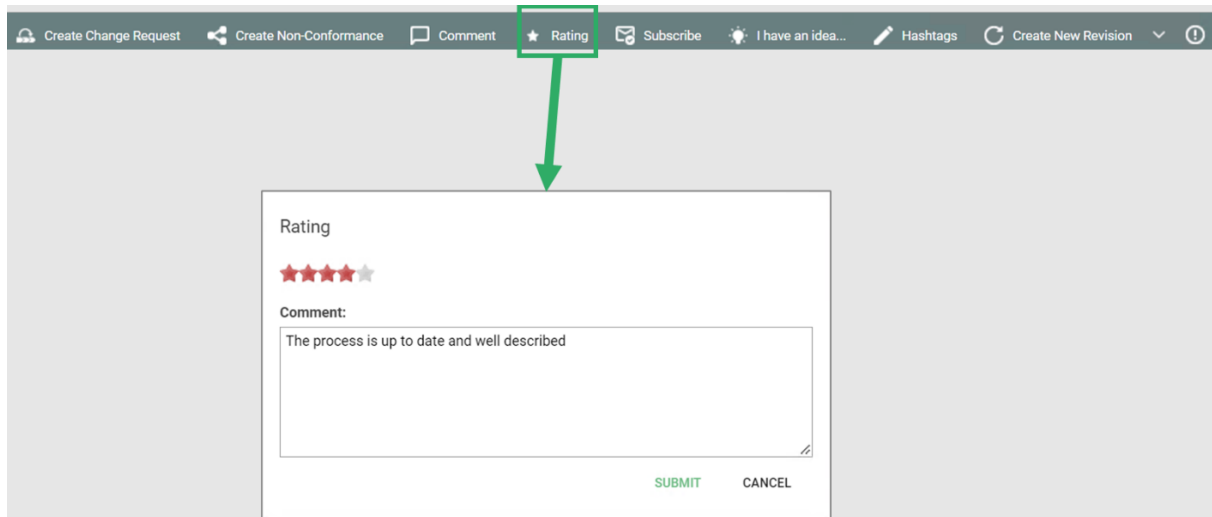 Create Change Request Create Non-Conformance Comment Rating Subscribe I have an idea... Hashtags Create New Revision
Rating
Comment:
The process is up to date and well described
SUBMIT CANCEL